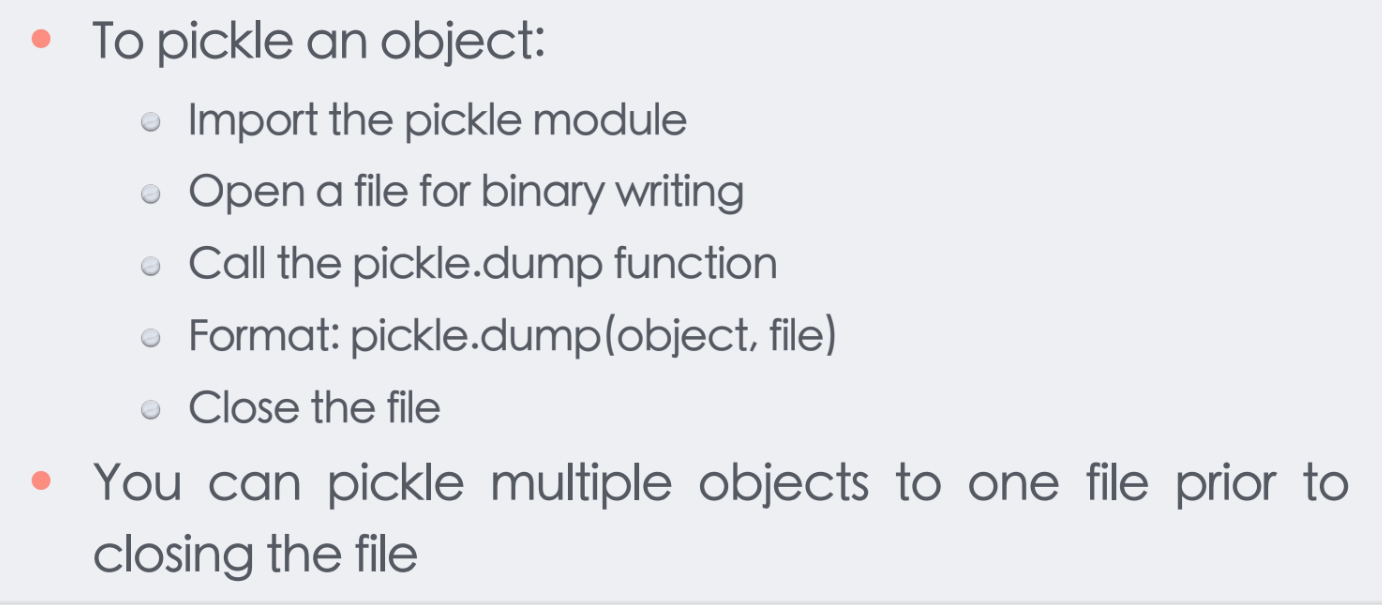 To pickle an object:
Import the pickle module
Open a file for binary writing
Call the pickle.dump function
Format: pickle.dump(object, file)
Close the file
You can pickle multiple objects to one file prior to
closing the file